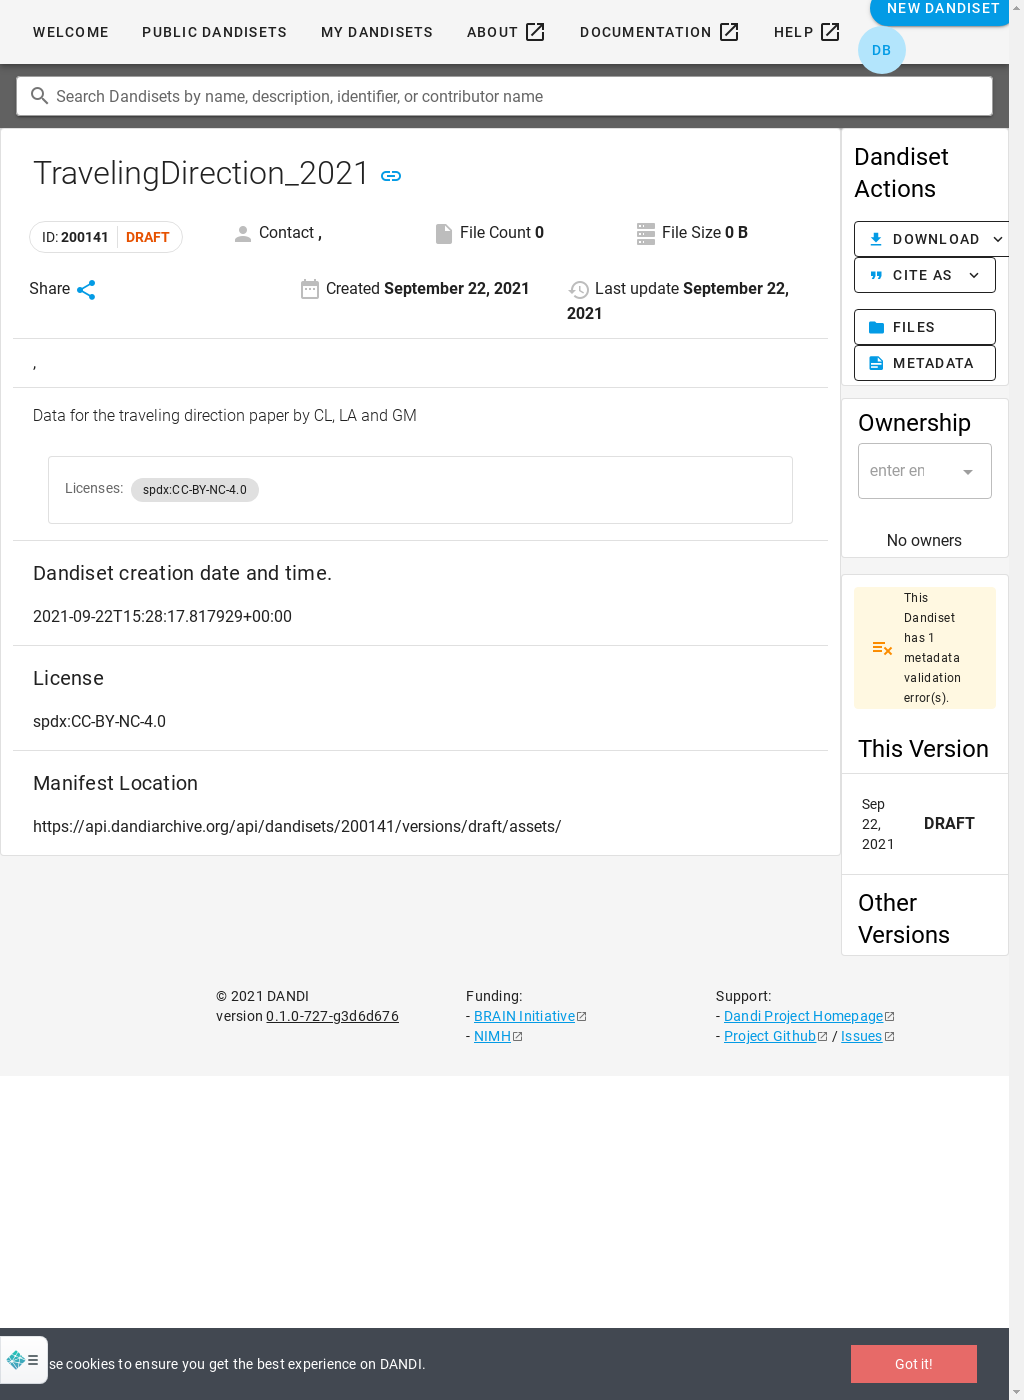 WELCOME
PUBLIC DANDISETS
MY DANDISETS
ABOUT
DOCUMENTATION
HELP
NEW DANDISET
DB
Search Dandisets by name, description, identifier, or contributor name
TravelingDirection_2021
ID: 200141 DRAFT
Contact ,
File Count 0
File Size 0 B
Share
Created September 22, 2021
Last update September 22,
2021
,
Data for the traveling direction paper by CL, LA and GM
Licenses: spdx:CC-BY-NC-4.0
Dandiset creation date and time.
2021-09-22T15:28:17.817929+00:00
License
spdx:CC-BY-NC-4.0
Manifest Location
https://api.dandiarchive.org/api/dandisets/200141/versions/draft/assets/
Dandiset
Actions
DOWNLOAD
CITE AS
FILES
METADATA
Ownership
enter en
No owners
This
Dandiset
has 1
metadata
validation
error(s).
This Version
Sep
22,
2021
DRAFT
Other
Versions
© 2021 DANDI
version 0.1.0-727-g3d6d676
Funding:
- BRAIN Initiative
- NIMH
Support:
- Dandi Project Homepage
- Project Github / Issues
se cookies to ensure you get the best experience on DANDI.
Got it!